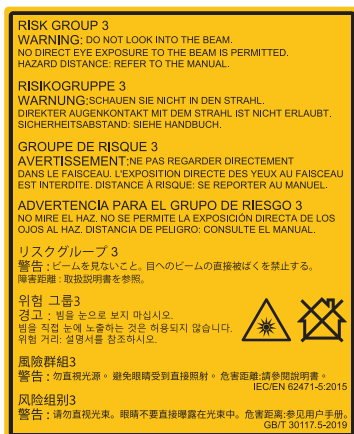 RISK GROUP 3
WARNING: DO NOT LOOK INTO THE BEAM.
NO DIRECT EYE EXPOSURE TO THE BEAM IS PERMITTED.
HAZARD DISTANCE: REFER TO THE MANUAL.
RISIKOGRUPPE 3
WARNUNG:SCHAUEN SIE NICHT IN DEN STRAHL.
DIREKTER AUGENKONTAKT MIT DEM STRAHL IST NICHT ERLAUBT.
SICHERHEITSABSTAND: SIEHE HANDBUCH.
GROUPE DE RISQUE 3
AVERTISSEMENT:NE PAS REGARDER DIRECTEMENT
DANS LE FAISCEAU. L'EXPOSITION DIRECTE DES YEUX AU FAISCEAU
EST INTERDITE. DISTANCE À RISQUE: SE REPORTER AU MANUEL.
ADVERTENCIA PARA EL GRUPO DE RIESGO 3
NO MIRE EL HAZ. NO SE PERMITE LA EXPOSICIÓN DIRECTA DE LOS
OJOS AL HAZ. DISTANCIA DE PELIGRO: CONSULTE EL MANUAL.
リスクグループ 3
警告：ビームを見ないこと。目へのビームの直接被ばくを禁止する。
障害距離：取扱説明書を参照。
위험 그룹3
경고 : 빔을 눈으로 보지 마십시오.
빔을 직접 눈에 노출하는 것은 허용되지 않습니다.
위험 거리: 설명서를 참조하십시오.
風險群組3
警告：勿直視光源。 避免眼睛受到直接照射。危害距離:請參閱說明書。
IEC/EN 62471-5:2015
风险组别3
警告：请勿直视光束。眼睛不要直接曝露在光束中。危害距离:参见用户手册.
GB/T 30117.5-2019